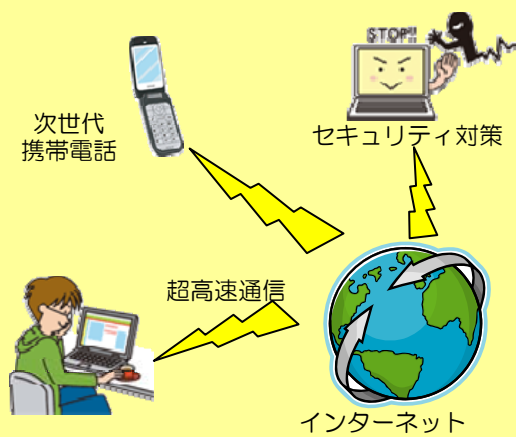 STOP!!
次世代
携帯電話
セキュリティ対策
超高速通信
インターネット